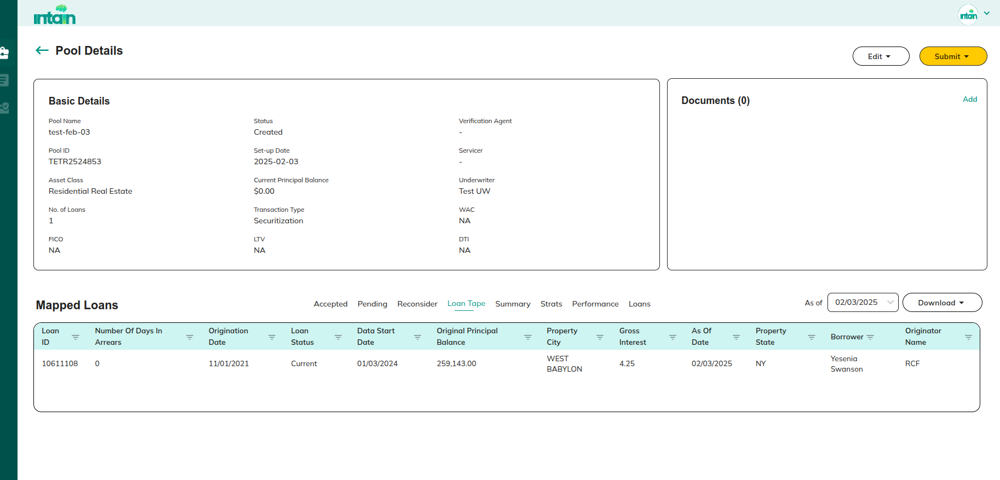 intain
intain
Pool Details
Edit
Submit
Basic Details
Pool Name
Status
Verification Agent
test-feb-03
Created
-
Pool ID
Set-up Date
Servicer
TETR2524853
2025-02-03
-
Asset Class
Current Principal Balance
Underwriter
Residential Real Estate
$0.00
Test UW
No. of Loans
Transaction Type
WAC
1
Securitization
NA
FICO
LTV
DTI
NA
NA
NA
Documents (0)
Add
Mapped Loans
Accepted Pending Reconsider Loan Tape Summary Strats Performance Loans
As of 02/03/2025
Download
Loan
ID
Number Of Days In
Arrears
Origination
Date
Loan
Status
Data Start
Date
Original Principal
Balance
Property
City
Gross
Interest
As Of
Date
Property
State
Borrower
Originator
Name
10611108
0
11/01/2021
Current
01/03/2024
259,143.00
WEST
BABYLON
4.25
02/03/2025
NY
Yesenia
Swanson
RCF